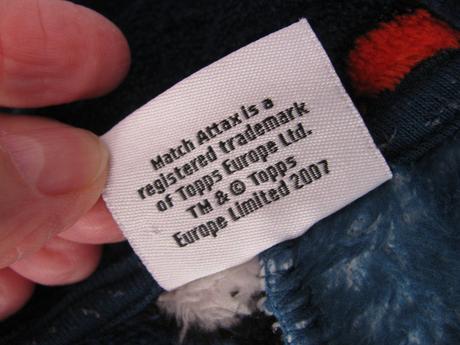 Match Attax is a
registered trademark
of Topps Europe Ltd.
TM & © Topps
Europe Limited 2007